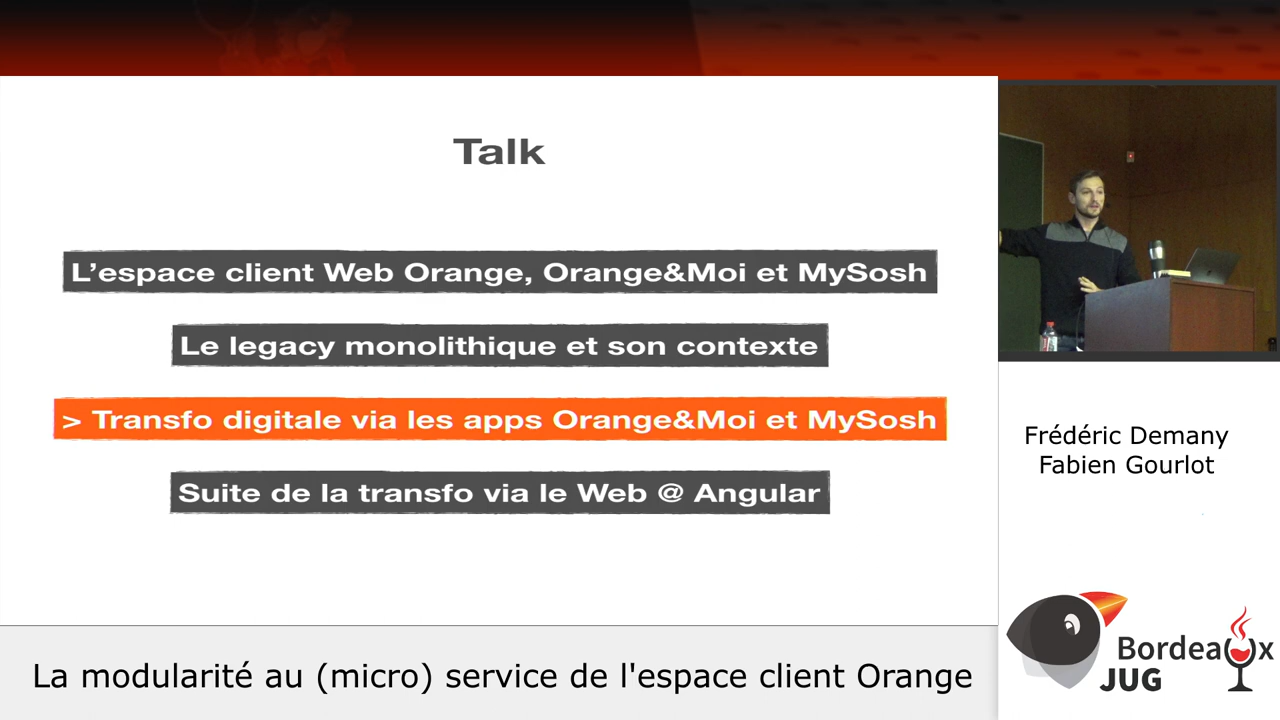 Talk
L’espace client Web Orange, Orange&Moi et MySosh
Le legacy monolithique et son contexte
> Transfo digitale via les apps Orange&Moi et MySosh
Suite de la transfo via le Web @ Angular
Frédéric Demany
Fabien Gourlot
Bordeaux
JUG
La modularité au (micro) service de l'espace client Orange